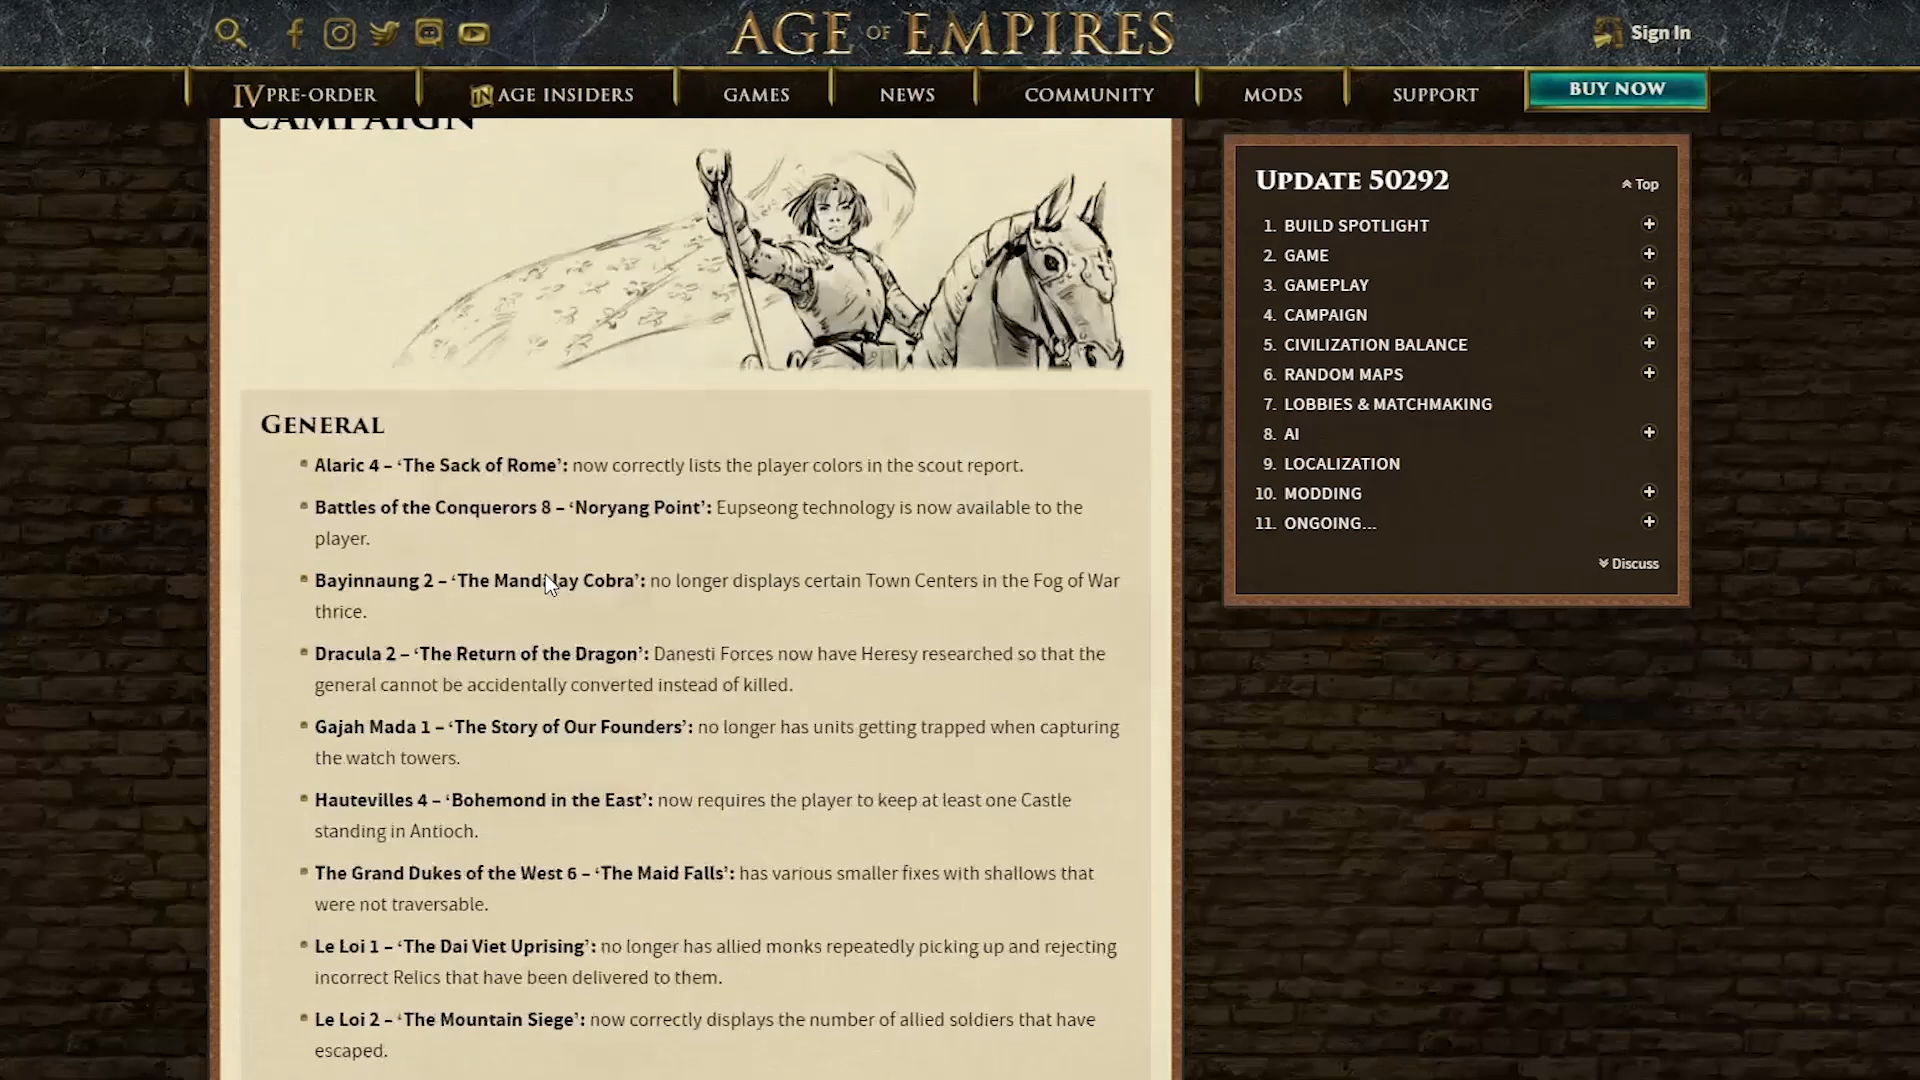 AGE OF EMPIRES
Sign In
IV PRE-ORDER
IN AGE INSIDERS
GAMES
NEWS
COMMUNITY
MODS
SUPPORT
BUY NOW
CAMPAIGN
GENERAL
Alaric 4 – ‘The Sack of Rome’: now correctly lists the player colors in the scout report.
Battles of the Conquerors 8 – ‘Noryang Point’: Eupseong technology is now available to the
player.
Bayinnaung 2 – ‘The Mandalay Cobra’: no longer displays certain Town Centers in the Fog of War
thrice.
Dracula 2 – ‘The Return of the Dragon’: Danesti Forces now have Heresy researched so that the
general cannot be accidentally converted instead of killed.
Gajah Mada 1 – ‘The Story of Our Founders’: no longer has units getting trapped when capturing
the watch towers.
Hautevilles 4 – ‘Bohemond in the East’: now requires the player to keep at least one Castle
standing in Antioch.
The Grand Dukes of the West 6 – ‘The Maid Falls’: has various smaller fixes with shallows that
were not traversable.
Le Loi 1 – ‘The Dai Viet Uprising’: no longer has allied monks repeatedly picking up and rejecting
incorrect Relics that have been delivered to them.
Le Loi 2 – ‘The Mountain Siege’: now correctly displays the number of allied soldiers that have
escaped.
UPDATE 50292
Top
1. BUILD SPOTLIGHT
2. GAME
3. GAMEPLAY
4. CAMPAIGN
5. CIVILIZATION BALANCE
6. RANDOM MAPS
7. LOBBIES & MATCHMAKING
8. AI
9. LOCALIZATION
10. MODDING
11. ONGOING...
Discuss